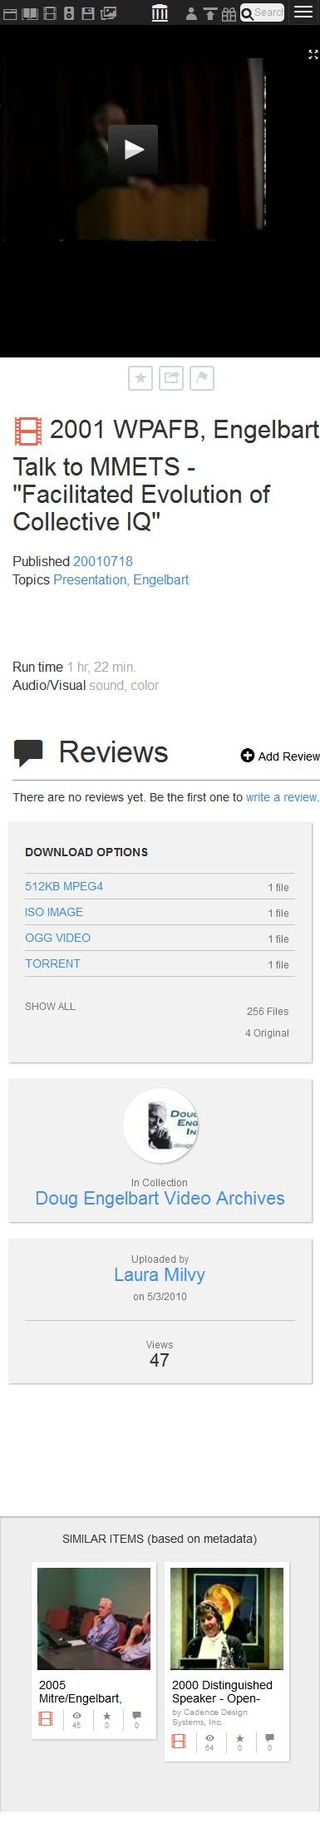 Search
2001 WPAFB, Engelbart
Talk to MMETS -
"Facilitated Evolution of
Collective IQ"
Published 20010718
Topics Presentation, Engelbart
Run time 1 hr, 22 min.
Audio/Visual sound, color
Reviews
Add Review
There are no reviews yet. Be the first one to write a review.
DOWNLOAD OPTIONS
512KB MPEG4 1 file
ISO IMAGE 1 file
OGG VIDEO 1 file
TORRENT 1 file
SHOW ALL 256 Files
4 Original
DOUG
ENG
IN
douge
In Collection
Doug Engelbart Video Archives
Uploaded by
Laura Milvy
on 5/3/2010
Views
47
SIMILAR ITEMS (based on metadata)
2005
Mitre/Engelbart,
45 0 0
2000 Distinguished
Speaker - Open-
by Cadence Design
Systems, Inc.
64 0 0